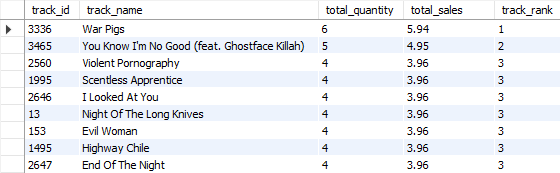 track_id track_name total_quantity total_sales track_rank
3336 War Pigs 6 5.94 1
3465 You Know I'm No Good (feat. Ghostface Killah) 5 4.95 2
2560 Violent Pornography 4 3.96 3
1995 Scentless Apprentice 4 3.96 3
2646 I Looked At You 4 3.96 3
13 Night Of The Long Knives 4 3.96 3
153 Evil Woman 4 3.96 3
1495 Highway Chile 4 3.96 3
2647 End Of The Night 4 3.96 3